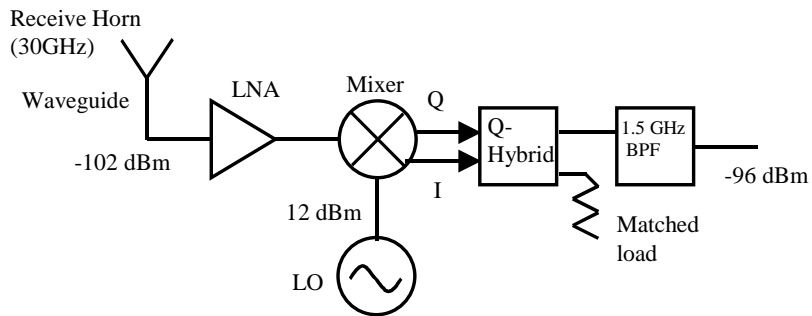 Receive Horn
(30GHz)
Waveguide
-102 dBm
LNA
Mixer
12 dBm
LO
Q
I
Q-
Hybrid
1.5 GHz
BPF
-96 dBm
Matched
load